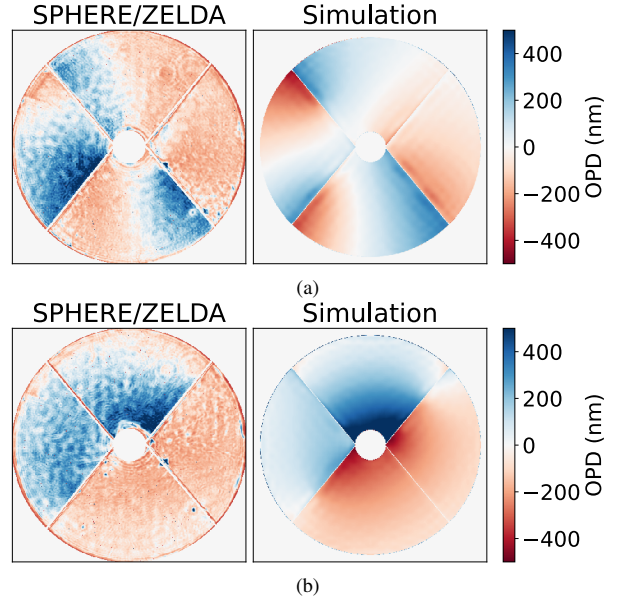 SPHERE/ZELDA Simulation
400
200
0
−200
−400
OPD (nm)
(a)
SPHERE/ZELDA Simulation
400
200
0
−200
−400
OPD (nm)
(b)